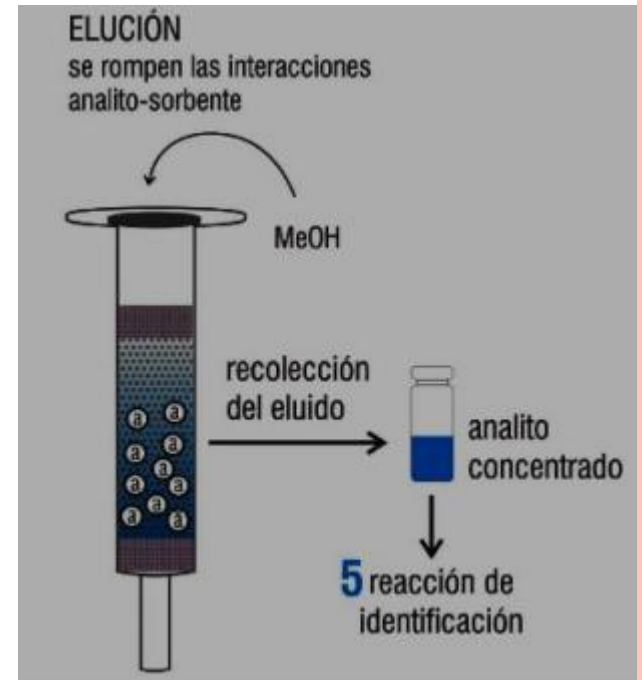 ELUCIÓN
se rompen las interacciones
analito-sorbente
MeOH
recolección
del eluido
analito
concentrado
a a
a a
a
a a
a
a a
5 reacción de
identificación